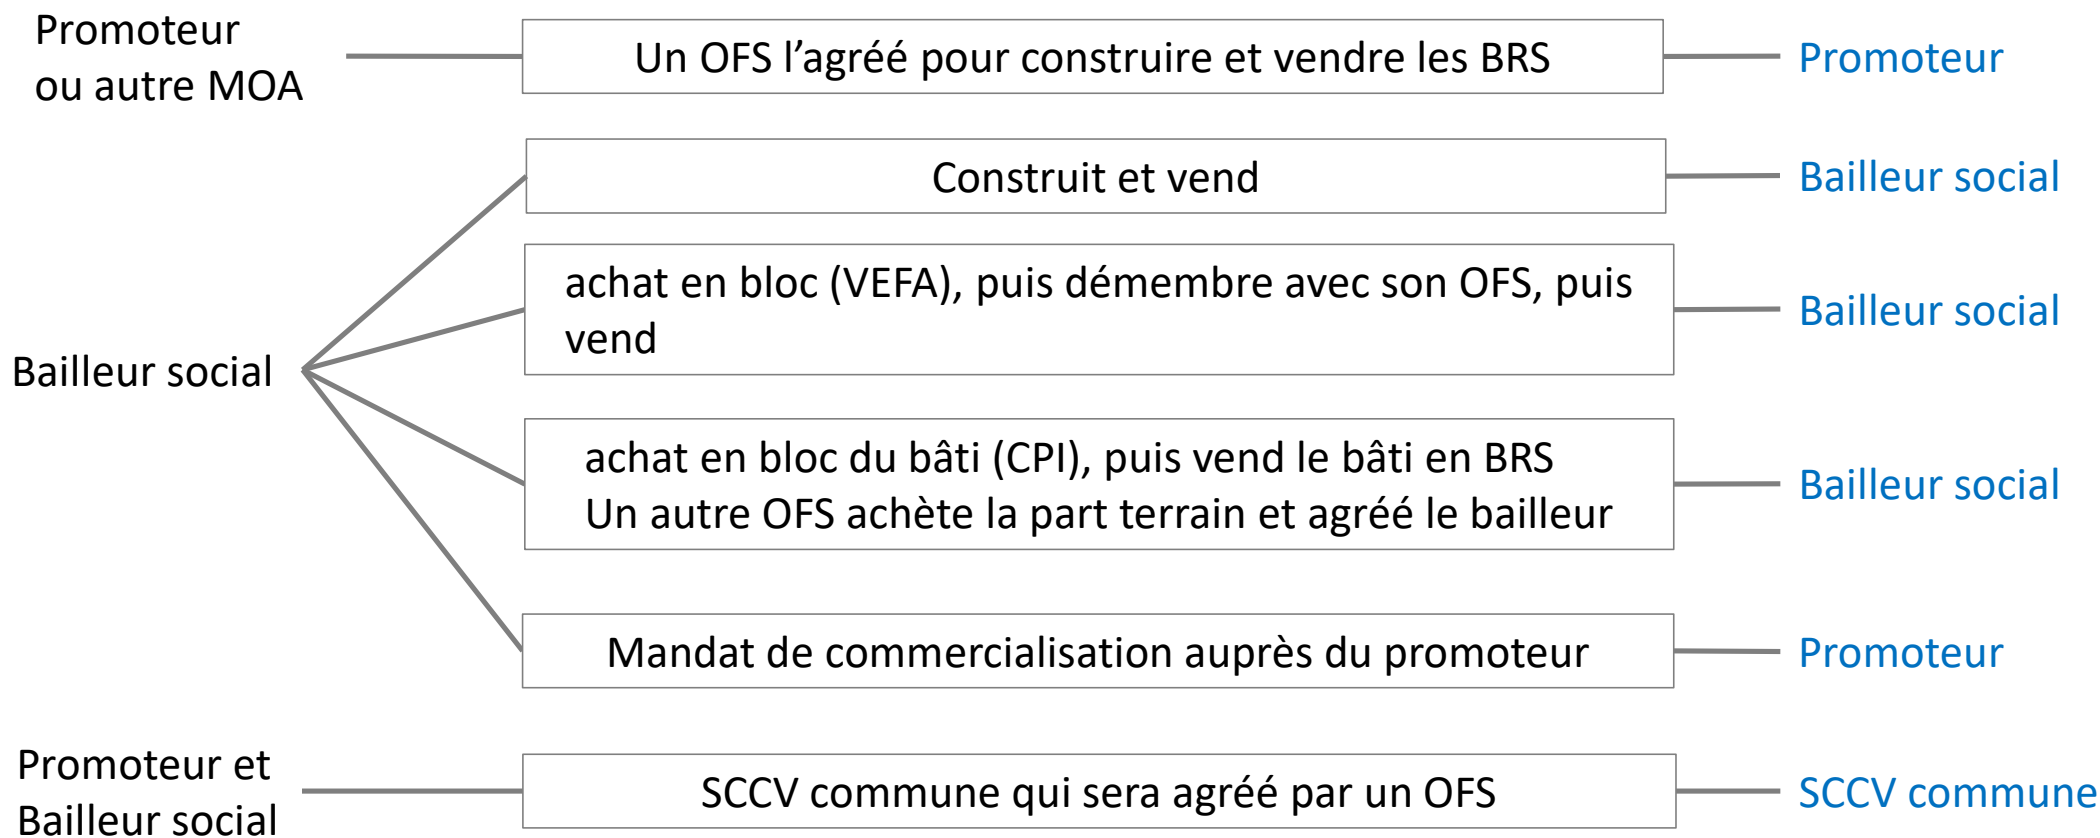 Promoteur
ou autre MOA
Un OFS l’agréé pour construire et vendre les BRS
Promoteur
Construit et vend
Bailleur social
achat en bloc (VEFA), puis démembre avec son OFS, puis
vend
Bailleur social
Bailleur social
achat en bloc du bâti (CPI), puis vend le bâti en BRS
Un autre OFS achète la part terrain et agréé le bailleur
Bailleur social
Mandat de commercialisation auprès du promoteur
Promoteur
Promoteur et
Bailleur social
SCCV commune qui sera agréé par un OFS
SCCV commune